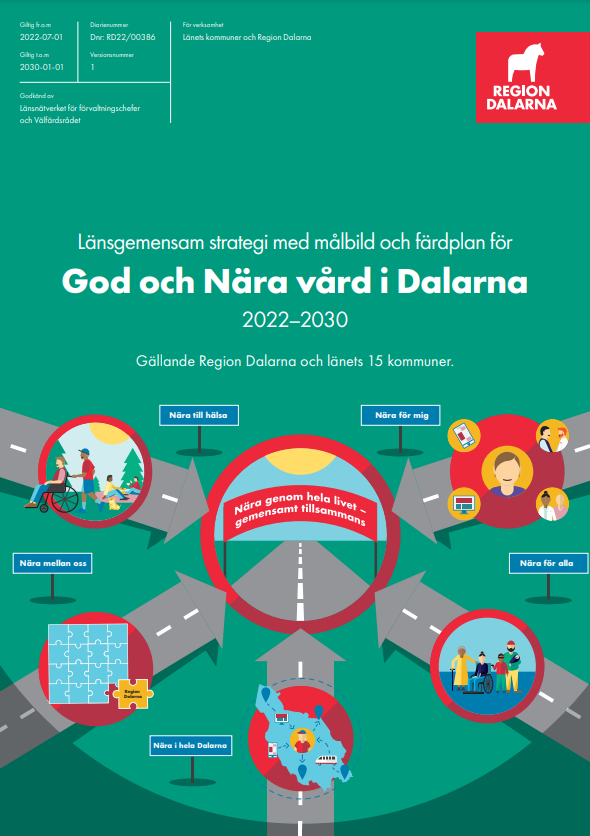 Giltig fr.o.m
2022-07-01
Diarienummer
Dnr: RD22/00386
För verksamhet
Länets kommuner och Region Dalarna
Giltig t.o.m
2030-01-01
Versionsnummer
1
Godkänd av
Länsnätverket för förvaltningschefer
och Välfärdsrådet
REGION
DALARNA
Länsgemensam strategi med målbild och färdplan för
God och Nära vård i Dalarna
2022–2030
Gällande Region Dalarna och länets 15 kommuner.
Nära till hälsa
Nära för mig
Nära genom hela livet –
gemensamt tillsammans
Nära mellan oss
Nära för alla
Region
Dalarna
Nära i hela Dalarna